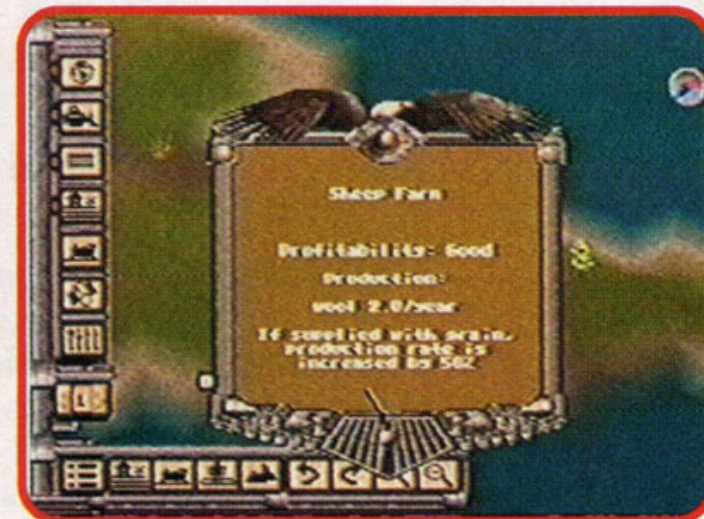 Sheep Farm
Profitability: Good
Production:
wool 2.0/year
If supplied with grain,
production rate is
increased by 50%